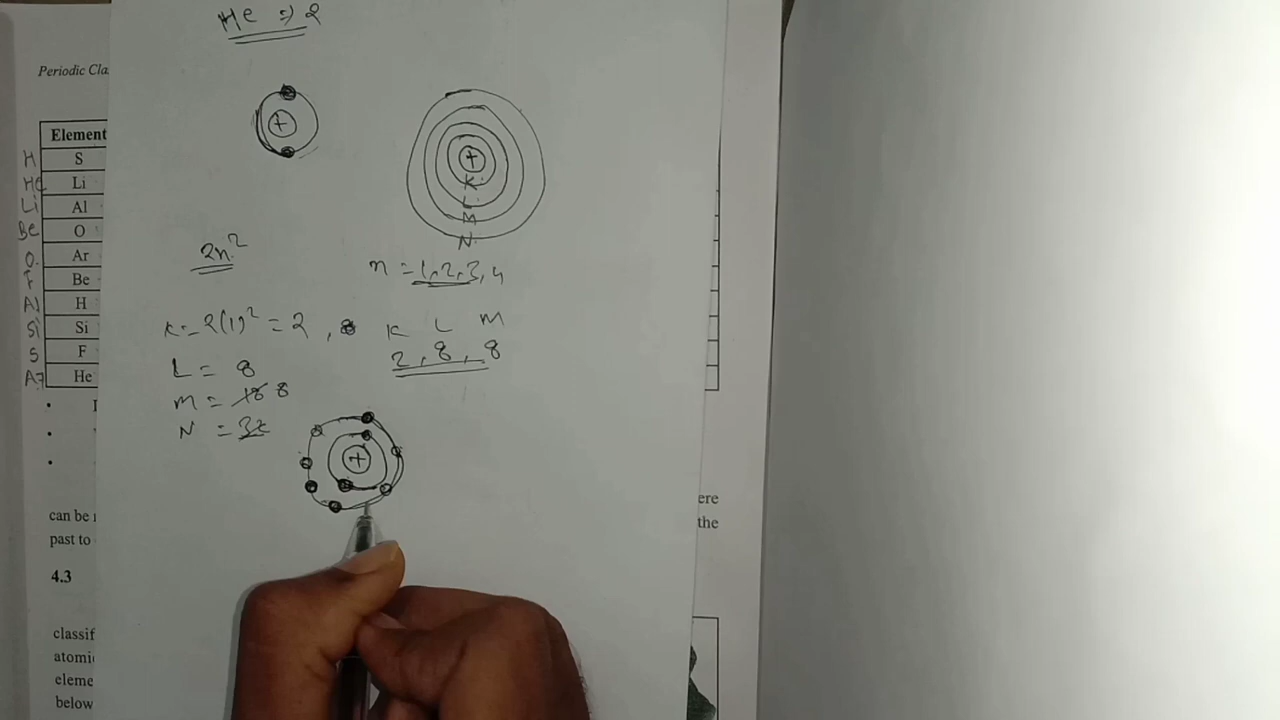 He => 2
Periodic Cla
Element
H S
He Li
Li Al
Be O
O Ar
F Be
Al H
Si Si
S F
He
+
+
K
L
M
N
2n²
n = 1, 2, 3, 4
K = 2(1)² = 2 , 8
K L M
2 , 8 , 8
L = 8
M = 18 8
N = 32
+
can be
past to
ere
the
4.3
classif
atomi
eleme
below